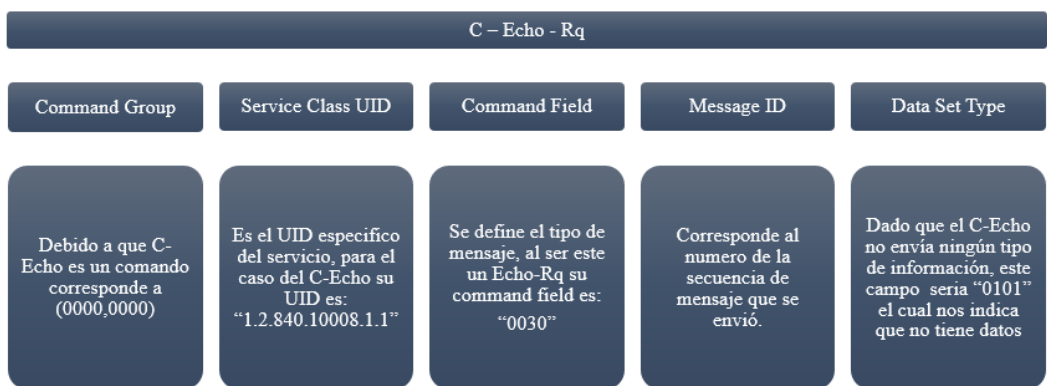 C – Echo - Rq
Command Group
Service Class UID
Command Field
Message ID
Data Set Type
Debido a que C-
Echo es un comando
corresponde a
(0000,0000)
Es el UID especifico
del servicio, para el
caso del C-Echo su
UID es:
“1.2.840.10008.1.1”
Se define el tipo de
mensaje, al ser este
un Echo-Rq su
command field es:
“0030”
Corresponde al
numero de la
secuencia de
mensaje que se
envió.
Dado que el C-Echo
no envía ningún tipo
de información, este
campo seria “0101”
el cual nos indica
que no tiene datos